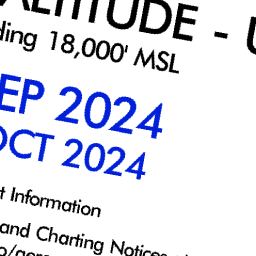 ALTITUDE - U
ding 18,000' MSL
EP 2024
OCT 2024
t Information
and Charting Notices